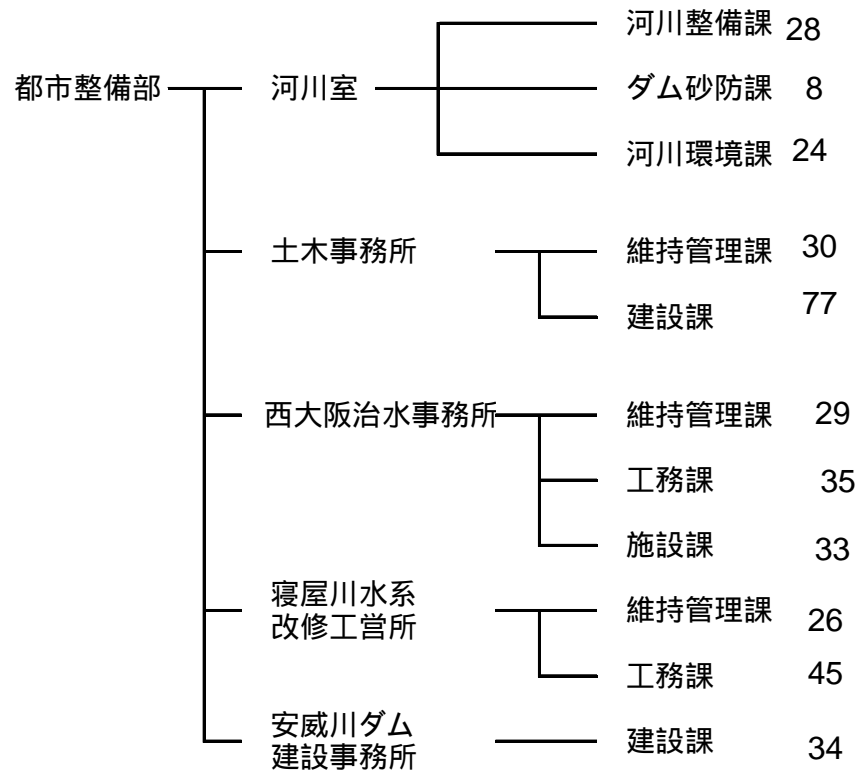 河川整備課 28
都市整備部 河川室 ダム砂防課 8
河川環境課 24
土木事務所 維持管理課 30
建設課 77
西大阪治水事務所 維持管理課 29
工務課 35
施設課 33
寝屋川水系
改修工営所
維持管理課 26
工務課 45
安威川ダム
建設事務所
建設課 34